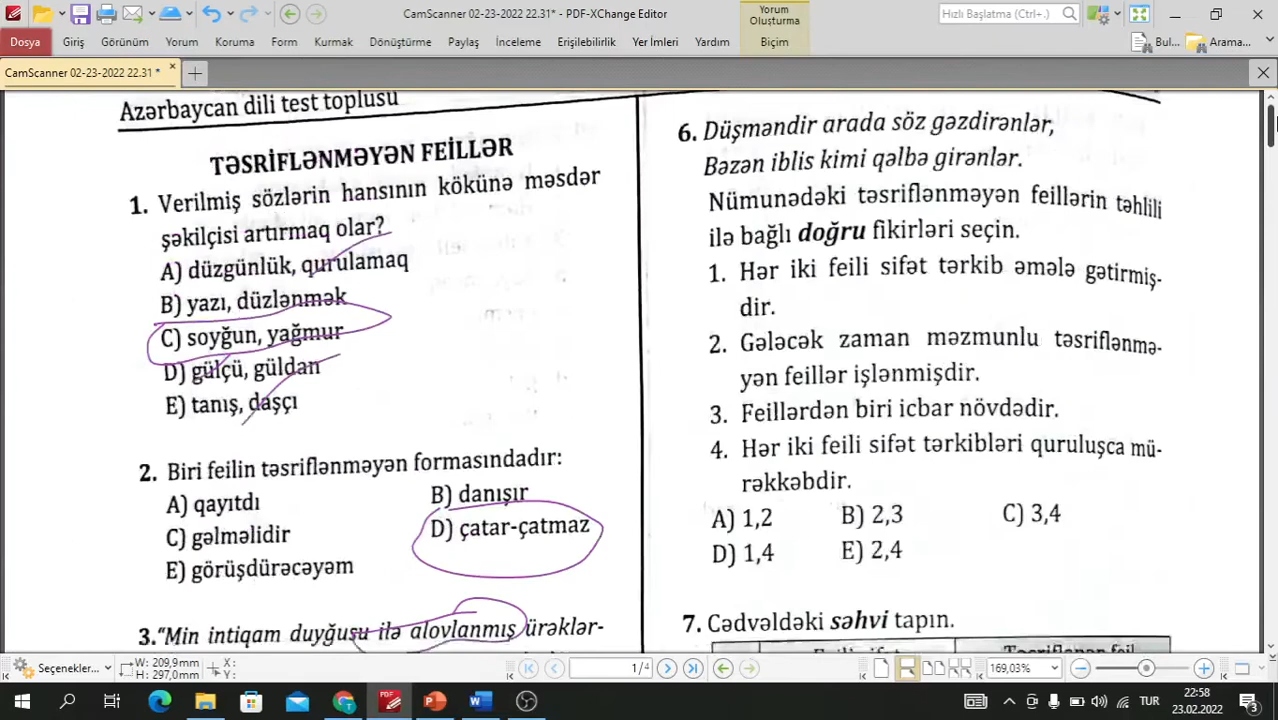 CamScanner 02-23-2022 22.31* - PDF-XChange Editor
Yorum
Oluşturma
Hızlı Başlatma (Ctrl+.)
Dosya
Giriş
Görünüm
Yorum
Koruma
Form
Kurmak
Dönüştürme
Paylaş
İnceleme
Erişilebilirlik
Yer İmleri
Yardım
Biçim
Bul...
Arama...
CamScanner 02-23-2022 22.31 *
Azərbaycan dili test toplusu
TƏSRİFLƏNMƏYƏN FEİLLƏR
1. Verilmiş sözlərin hansının kökünə məsdər
şəkilçisi artırmaq olar?
A) düzgünlük, qurulamaq
B) yazı, düzlənmək
C) soyğun, yağmur
D) gülçü, güldan
E) tanış, daşçı
2. Biri feilin təsriflənməyən formasındadır:
A) qayıtdı
B) danışır
C) gəlməlidir
D) çatar-çatmaz
E) görüşdürəcəyəm
3.“Min intiqam duyğusu ilə alovlanmış ürəklər-
6. Düşməndir arada söz gəzdirənlər,
Bəzən iblis kimi qəlbə girənlər.
Nümunədəki təsriflənməyən feillərin təhlili
ilə bağlı doğru fikirləri seçin.
1. Hər iki feili sifət tərkib əmələ gətirmiş-
dir.
2. Gələcək zaman məzmunlu təsriflənmə-
yən feillər işlənmişdir.
3. Feillərdən biri icbar növdədir.
4. Hər iki feili sifət tərkibləri quruluşca mü-
rəkkəbdir.
A) 1,2
B) 2,3
C) 3,4
D) 1,4
E) 2,4
7. Cədvəldəki səhvi tapın.
Feili sifət
Təsriflənən feil
Seçenekler...
W: 209,9mm
H: 297,0mm
X:
Y:
1/4
169,03%
TUR
22:58
23.02.2022
3